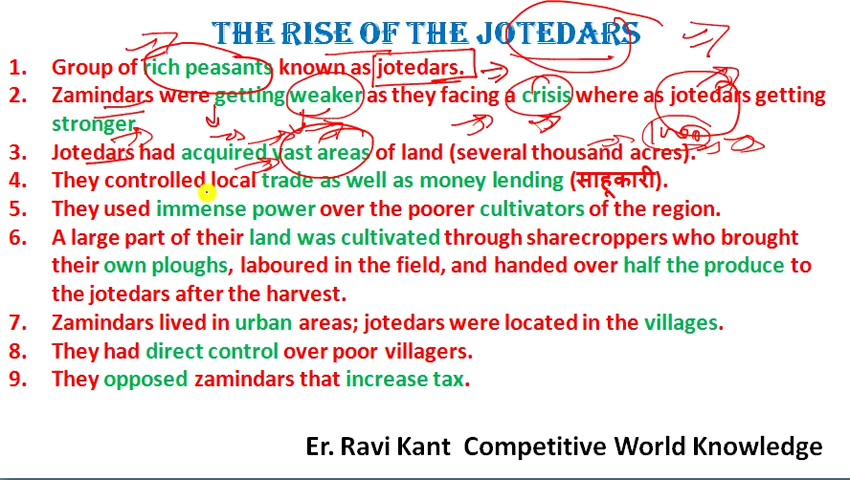 THE RISE OF THE JOTEDARS
1. Group of rich peasants known as jotedars.
2. Zamindars were getting weaker as they facing a crisis where as jotedars getting
stronger.
3. Jotedars had acquired vast areas of land (several thousand acres).
4. They controlled local trade as well as money lending (साहूकारी).
5. They used immense power over the poorer cultivators of the region.
6. A large part of their land was cultivated through sharecroppers who brought
their own ploughs, laboured in the field, and handed over half the produce to
the jotedars after the harvest.
7. Zamindars lived in urban areas; jotedars were located in the villages.
8. They had direct control over poor villagers.
9. They opposed zamindars that increase tax.
Er. Ravi Kant Competitive World Knowledge